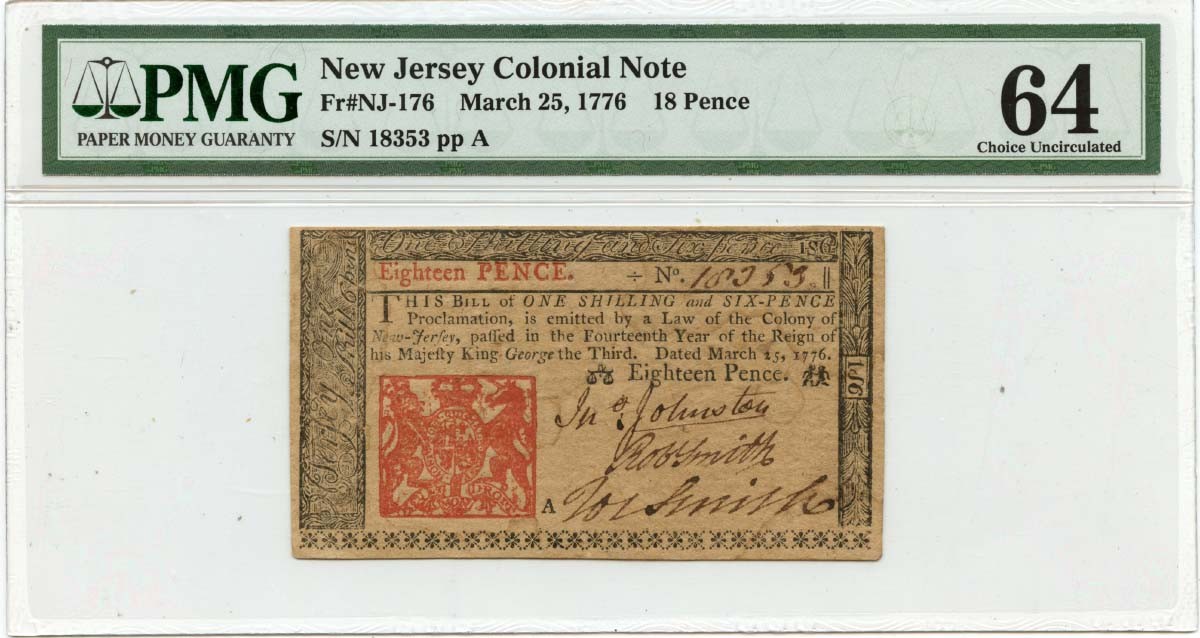 PMG
PAPER MONEY GUARANTY
New Jersey Colonial Note
Fr#NJ-176 March 25, 1776 18 Pence
S/N 18353 pp A
64
Choice Uncirculated
One Shilling and Six pence 1s6
Eighteen PENCE. ÷ No. 18353. ||
THIS BILL of ONE SHILLING and SIX-PENCE
Proclamation, is emitted by a Law of the Colony of
New-Jerſey, paſſed in the Fourteenth Year of the Reign of
his Majeſty King George the Third. Dated March 25, 1776.
Eighteen Pence.
1s6
Jno. Johnston
Rob Smith
A Jos Smith